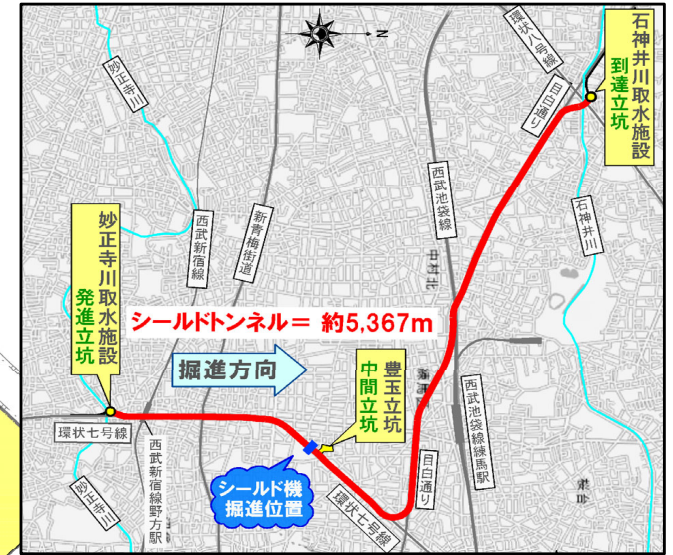 N
環状八号線
石神井川取水施設
到達立坑
目白通り
妙正寺川
西武池袋線
石神井川
西武新宿線
新青梅街道
中村北
妙正寺川取水施設
発進立坑
シールドトンネル＝ 約5,367m
掘進方向
豊玉立坑
中間立坑
西武池袋線練馬駅
環状七号線
西武新宿線野方駅
目白通り
シールド機
掘進位置
環状七号線
妙正寺川